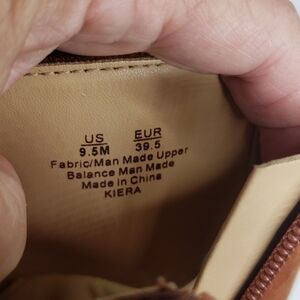 US EUR
9.5M 39.5
Fabric/Man Made Upper
Balance Man Made
Made in China
KIERA